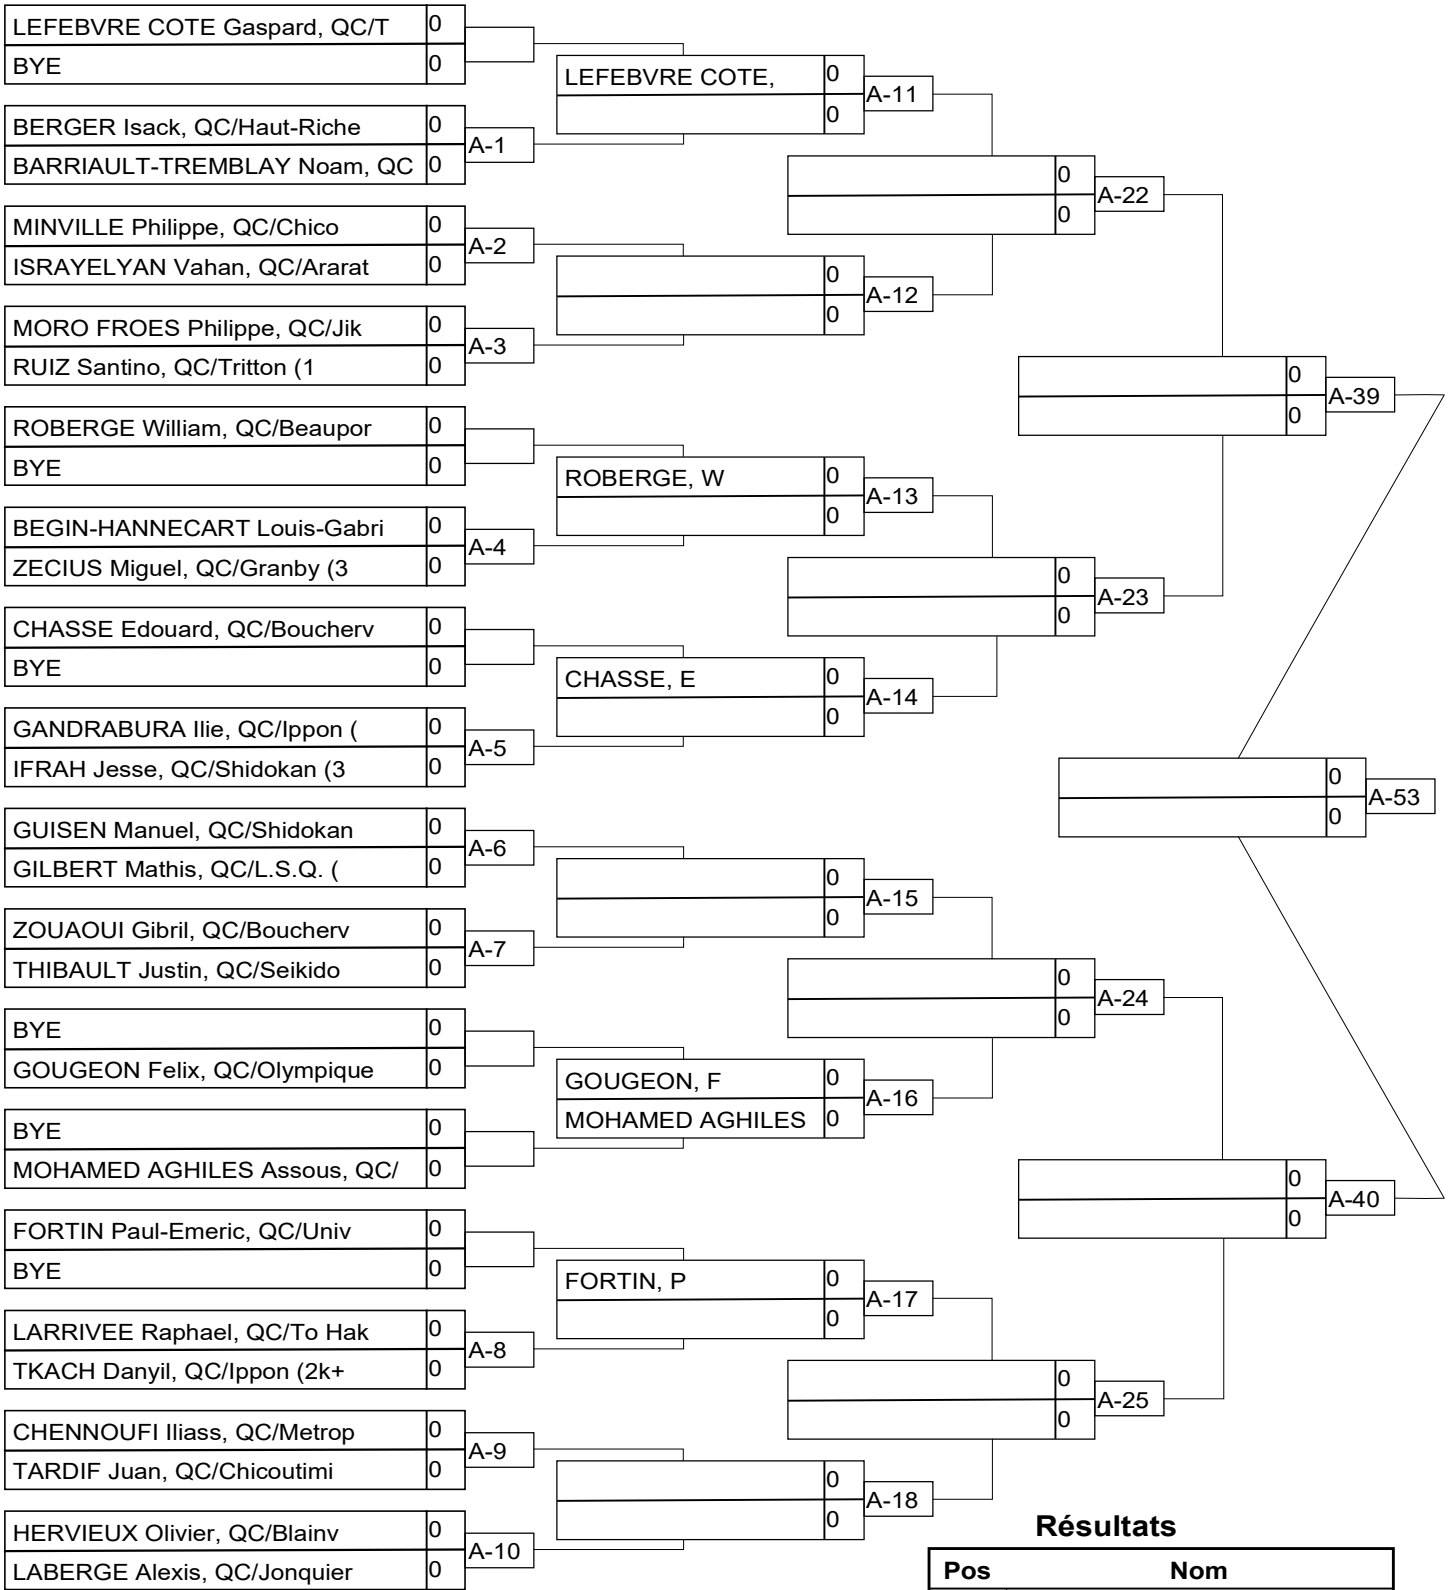 LEFEBVRE COTE Gaspard, QC/T 0
BYE 0
BERGER Isack, QC/Haut-Riche 0
BARRIAULT-TREMBLAY Noam, QC 0
A-1
MINVILLE Philippe, QC/Chico 0
ISRAYELYAN Vahan, QC/Ararat 0
A-2
MORO FROES Philippe, QC/Jik 0
RUIZ Santino, QC/Tritton (1 0
A-3
ROBERGE William, QC/Beaupor 0
BYE 0
BEGIN-HANNECART Louis-Gabri 0
ZECIUS Miguel, QC/Granby (3 0
A-4
CHASSE Edouard, QC/Boucherv 0
BYE 0
GANDRABURA Ilie, QC/Ippon ( 0
IFRAH Jesse, QC/Shidokan (3 0
A-5
GUISEN Manuel, QC/Shidokan 0
GILBERT Mathis, QC/L.S.Q. ( 0
A-6
ZOUAOUI Gibril, QC/Boucherv 0
THIBAULT Justin, QC/Seikido 0
A-7
BYE 0
GOUGEON Felix, QC/Olympique 0
BYE 0
MOHAMED AGHILES Assous, QC/ 0
FORTIN Paul-Emeric, QC/Univ 0
BYE 0
LARRIVEE Raphael, QC/To Hak 0
TKACH Danyil, QC/Ippon (2k+ 0
A-8
CHENNOUFI Iliass, QC/Metrop 0
TARDIF Juan, QC/Chicoutimi 0
A-9
HERVIEUX Olivier, QC/Blainv 0
LABERGE Alexis, QC/Jonquier 0
A-10
LEFEBVRE COTE, 0
0
A-11
0
0
A-12
ROBERGE, W 0
0
A-13
CHASSE, E 0
0
A-14
0
0
A-15
GOUGEON, F 0
MOHAMED AGHILES 0
A-16
FORTIN, P 0
0
A-17
0
0
A-18
0
0
A-22
0
0
A-23
0
0
A-24
0
0
A-25
0
0
A-39
0
0
A-40
0
0
A-53
Résultats
Pos Nom